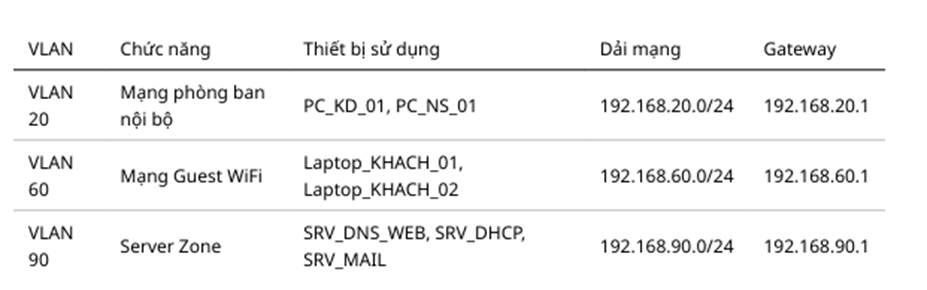 VLAN Chức năng Thiết bị sử dụng Dải mạng Gateway
VLAN 20 Mạng phòng ban nội bộ PC_KD_01, PC_NS_01 192.168.20.0/24 192.168.20.1
VLAN 60 Mạng Guest WiFi Laptop_KHACH_01, Laptop_KHACH_02 192.168.60.0/24 192.168.60.1
VLAN 90 Server Zone SRV_DNS_WEB, SRV_DHCP, SRV_MAIL 192.168.90.0/24 192.168.90.1